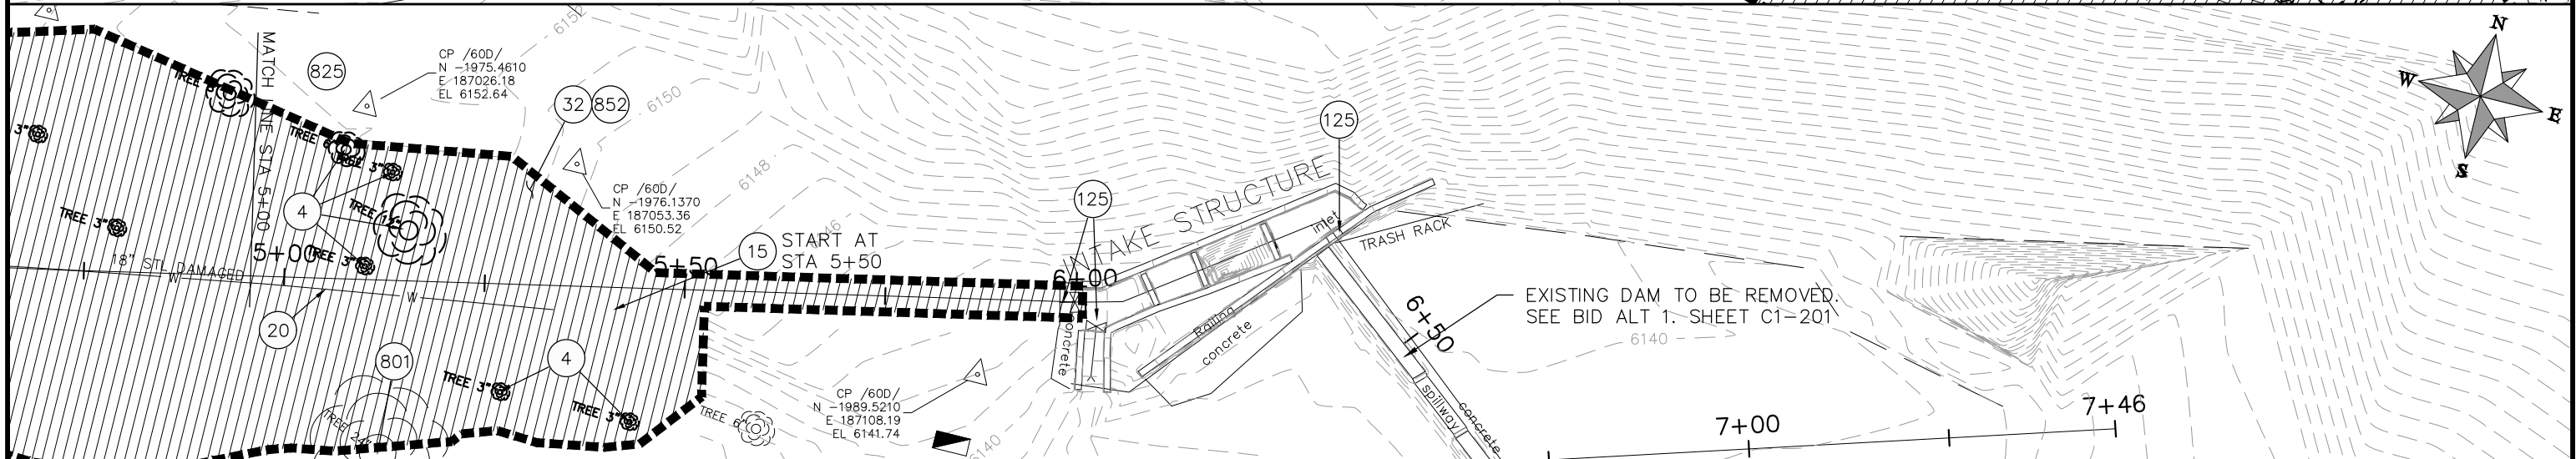 6152
N
W
E
S
MATCH LINE STA 5+00
825
CP /60D/
N -1975.4610
E 187026.18
EL 6152.64
32
852
6150
6148
125
125
TREE
TREE 6"
3"
3"
TREE 3"
4
TREE 12"
TREE 3"
CP /60D/
N -1976.1370
E 187053.36
EL 6150.52
15
START AT
STA 5+50
INTAKE STRUCTURE
inlet
TRASH RACK
5+00
5+50
6+00
18" STL DAMAGED
W
W
20
801
4
TREE 3"
TREE 3"
TREE 24"
TREE 6"
CP /60D/
N -1989.5210
E 187108.19
EL 6141.74
6140
concrete
Railing
concrete
6+50
EXISTING DAM TO BE REMOVED.
SEE BID ALT 1. SHEET C1-201
6140
spillway
concrete
7+00
7+46